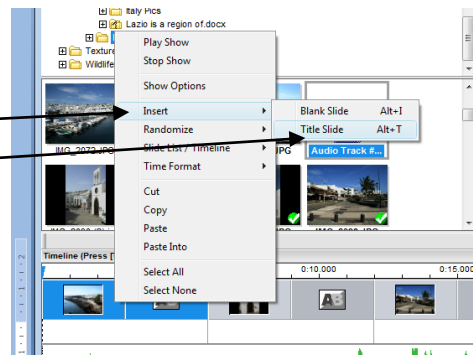 Italy Pics
Lazio is a region of.docx
Texture
Wildlife
Play Show
Stop Show
Show Options
Insert
Randomize
Slide List / Timeline
Time Format
Cut
Copy
Paste
Paste Into
Select All
Select None
Blank Slide Alt+I
Title Slide Alt+T
JPG
Audio Track #...
Timeline (Press [
0:10.000
0:15.000
AB
AB